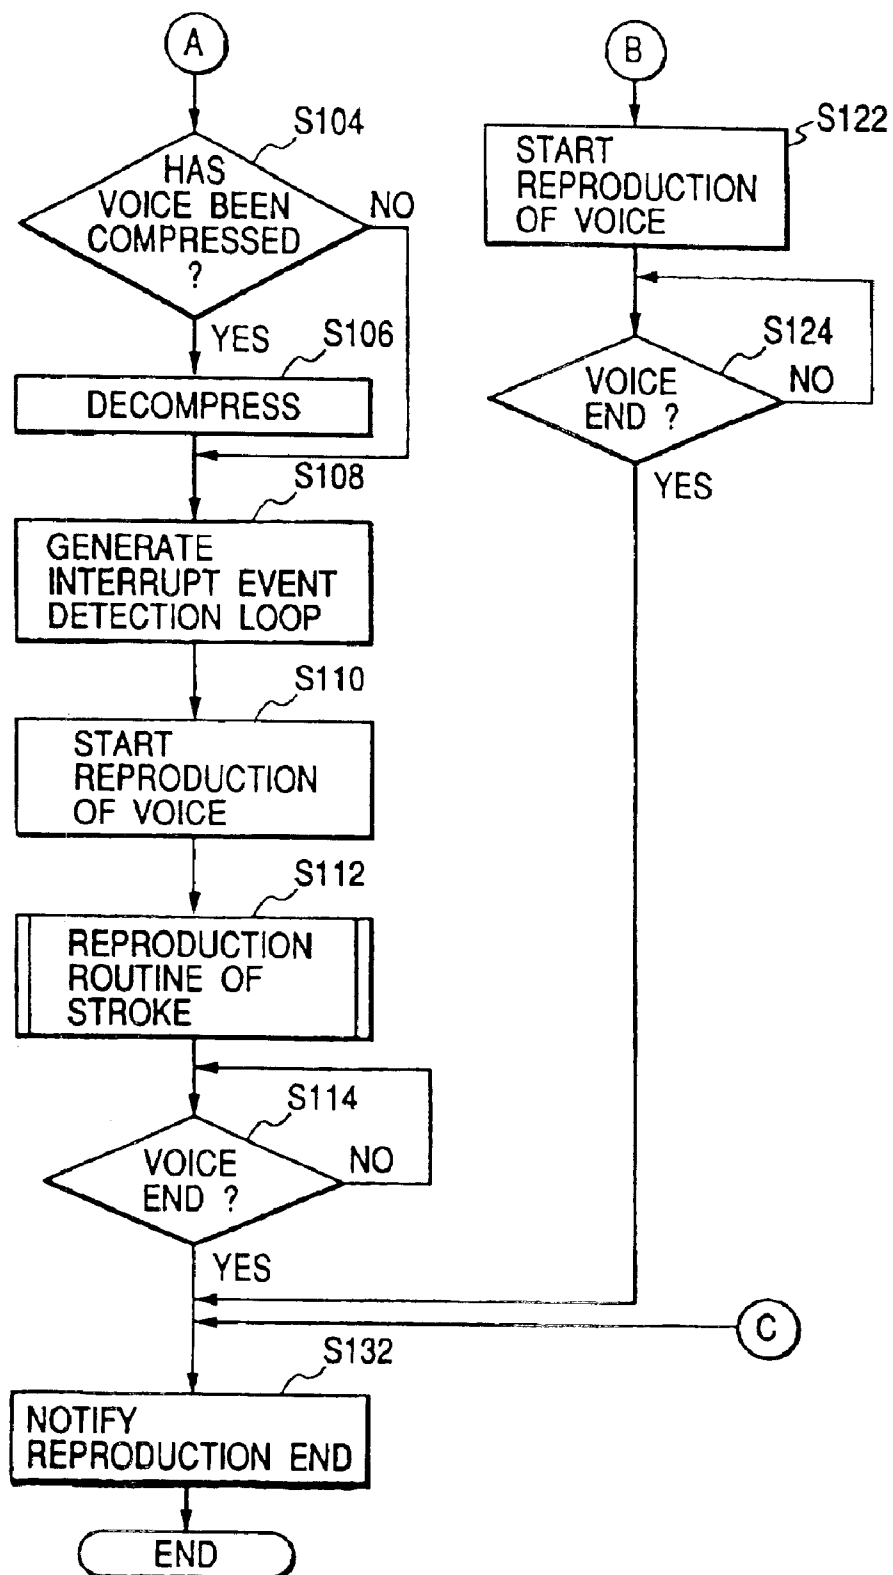 A
S104
HAS
VOICE BEEN
COMPRESSED
?
NO
YES
S106
DECOMPRESS
S108
GENERATE
INTERRUPT EVENT
DETECTION LOOP
S110
START
REPRODUCTION
OF VOICE
S112
REPRODUCTION
ROUTINE OF
STROKE
S114
VOICE
END ?
NO
YES
B
S122
START
REPRODUCTION
OF VOICE
S124
VOICE
END ?
NO
YES
C
S132
NOTIFY
REPRODUCTION END
END